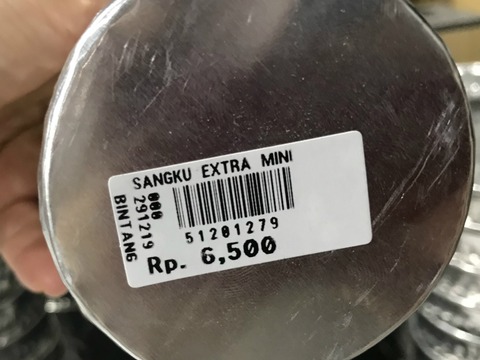 SANGKU EXTRA MINI
000
291219
BINTANG
51201279
Rp. 6,500